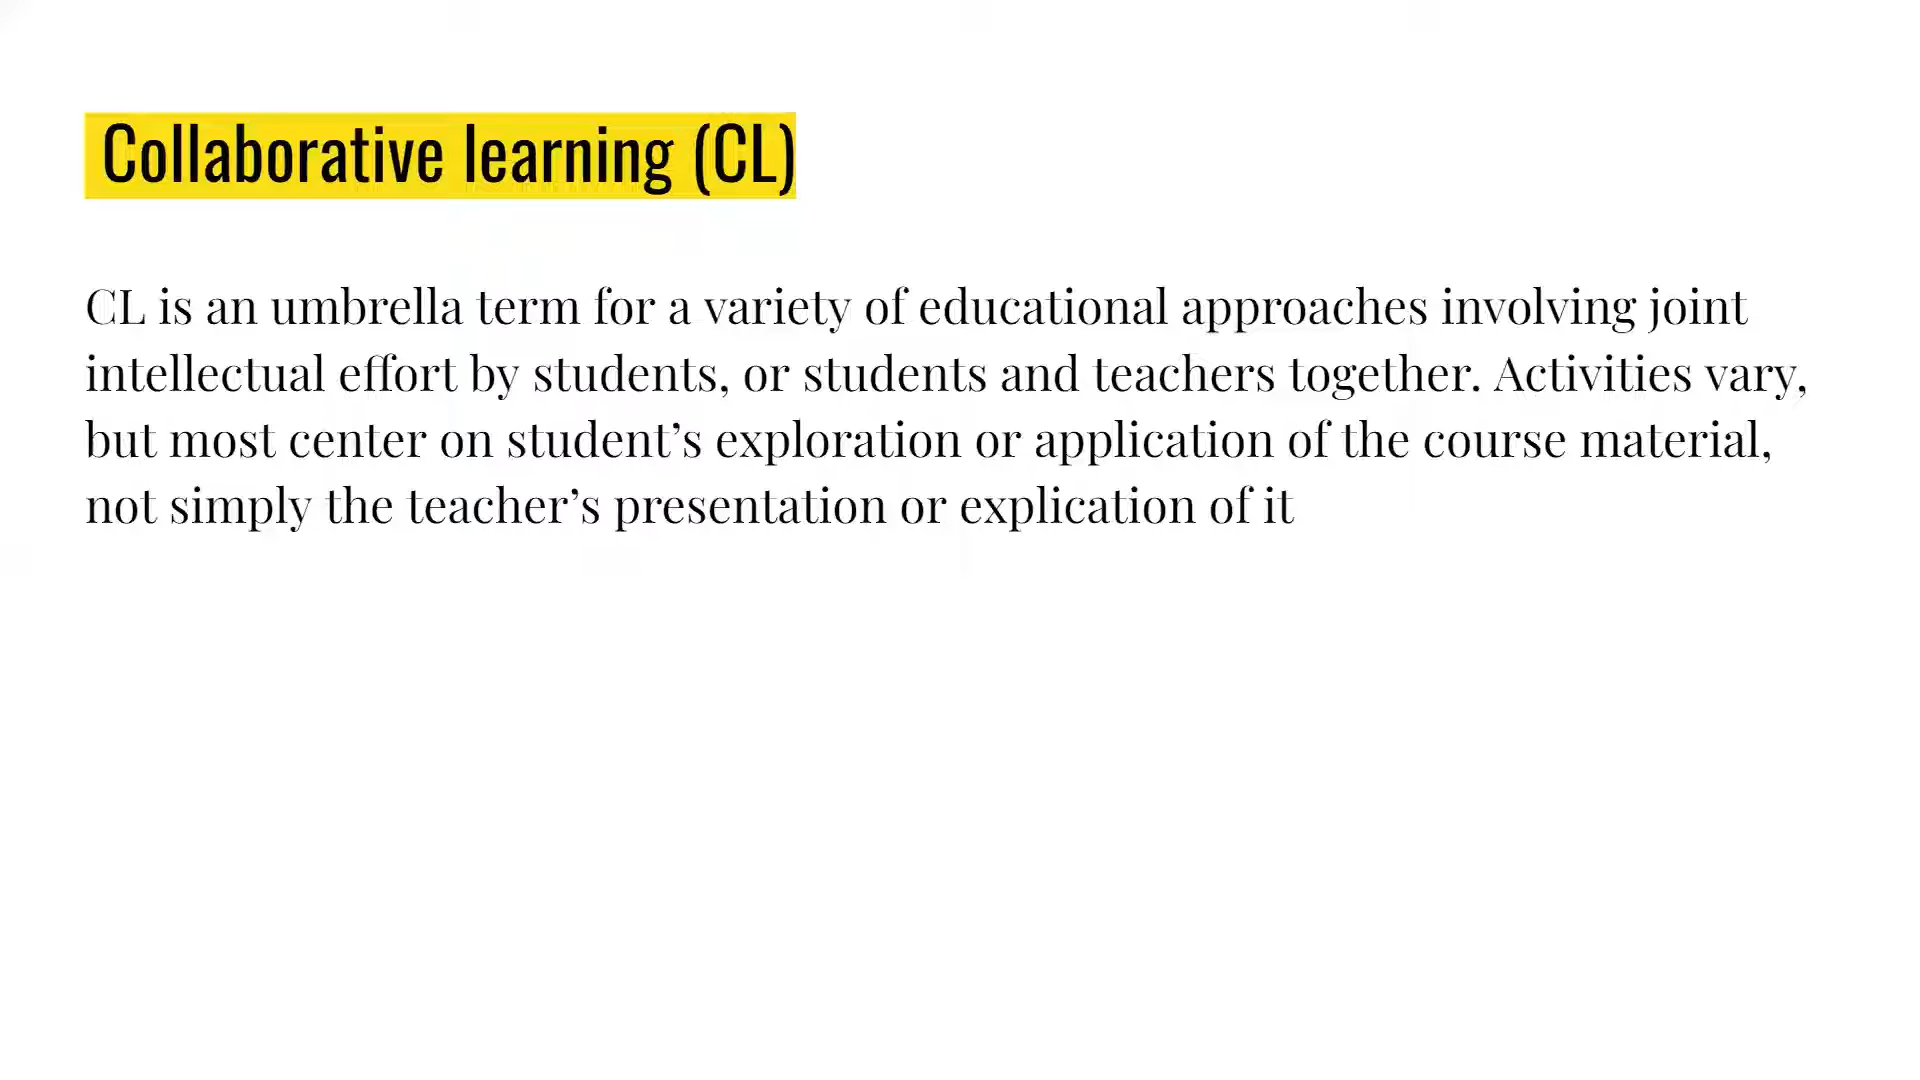 Collaborative learning (CL)
CL is an umbrella term for a variety of educational approaches involving joint
intellectual effort by students, or students and teachers together. Activities vary,
but most center on student’s exploration or application of the course material,
not simply the teacher’s presentation or explication of it